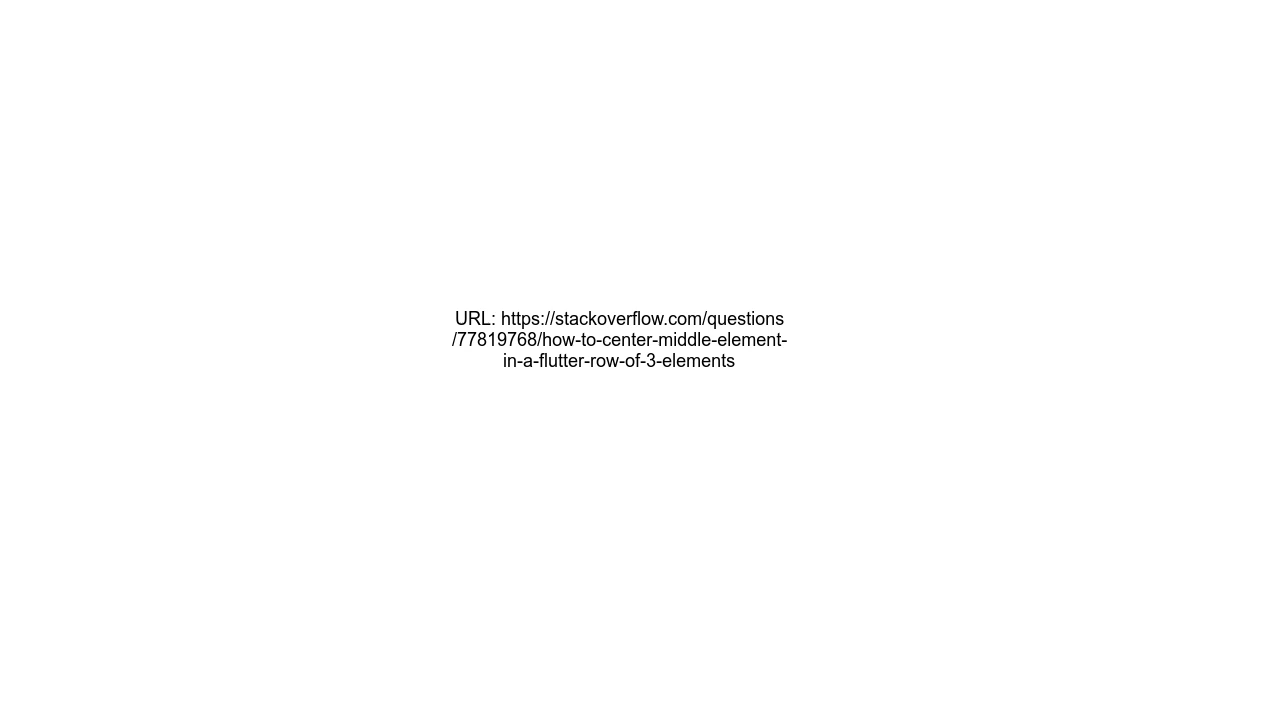 URL: https://stackoverflow.com/questions
/77819768/how-to-center-middle-element-
in-a-flutter-row-of-3-elements